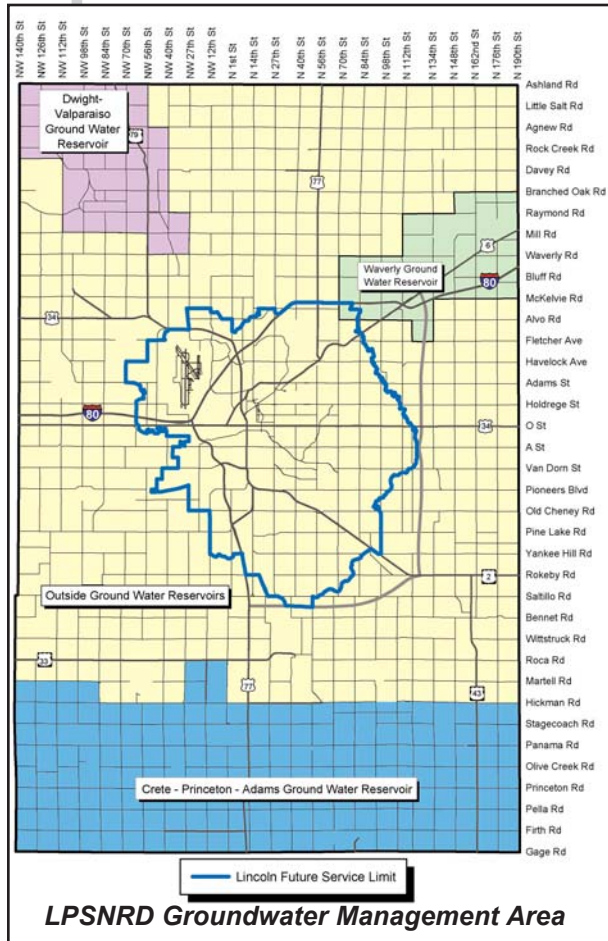 NW 140th St
NW 126th St
NW 112th St
NW 98th St
NW 84th St
NW 70th St
NW 56th St
NW 40th St
NW 27th St
NW 12th St
N 1st St
N 14th St
N 27th St
N 40th St
N 56th St
N 70th St
N 84th St
N 98th St
N 112th St
N 134th St
N 148th St
N 162nd St
N 176th St
N 190th St
Ashland Rd
Little Salt Rd
Agnew Rd
Rock Creek Rd
Davey Rd
Branched Oak Rd
Raymond Rd
Mill Rd
Waverly Rd
Bluff Rd
McKelvie Rd
Alvo Rd
Fletcher Ave
Havelock Ave
Adams St
Holdrege St
O St
A St
Van Dorn St
Pioneers Blvd
Old Cheney Rd
Pine Lake Rd
Yankee Hill Rd
Rokeby Rd
Saltillo Rd
Bennet Rd
Wittstruck Rd
Roca Rd
Martell Rd
Hickman Rd
Stagecoach Rd
Panama Rd
Olive Creek Rd
Princeton Rd
Pella Rd
Firth Rd
Gage Rd
Dwight-
Valparaiso
Ground Water
Reservoir
79
77
6
Waverly Ground
Water Reservoir
80
34
80
34
2
Outside Ground Water Reservoirs
33
77
43
Crete - Princeton - Adams Ground Water Reservoir
Lincoln Future Service Limit
LPSNRD Groundwater Management Area